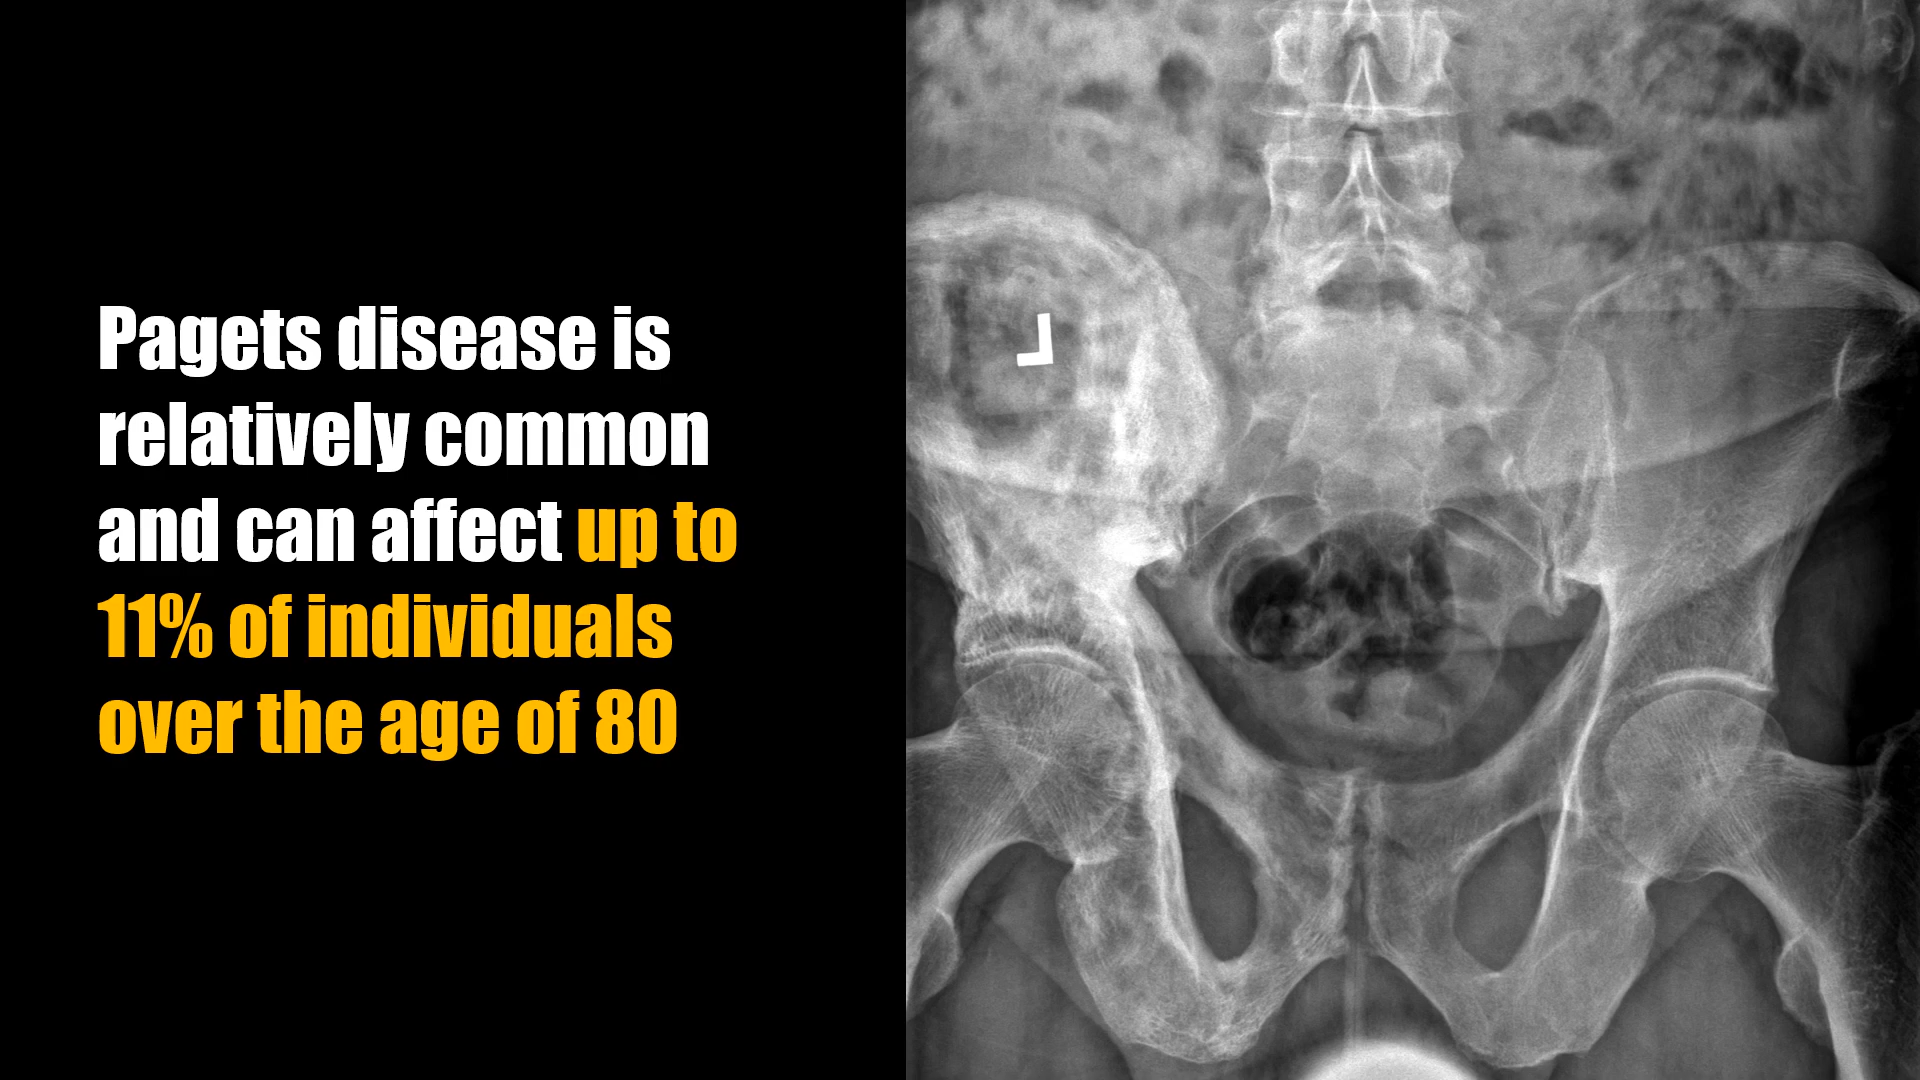 Pagets disease is
relatively common
and can affect up to
11% of individuals
over the age of 80
L